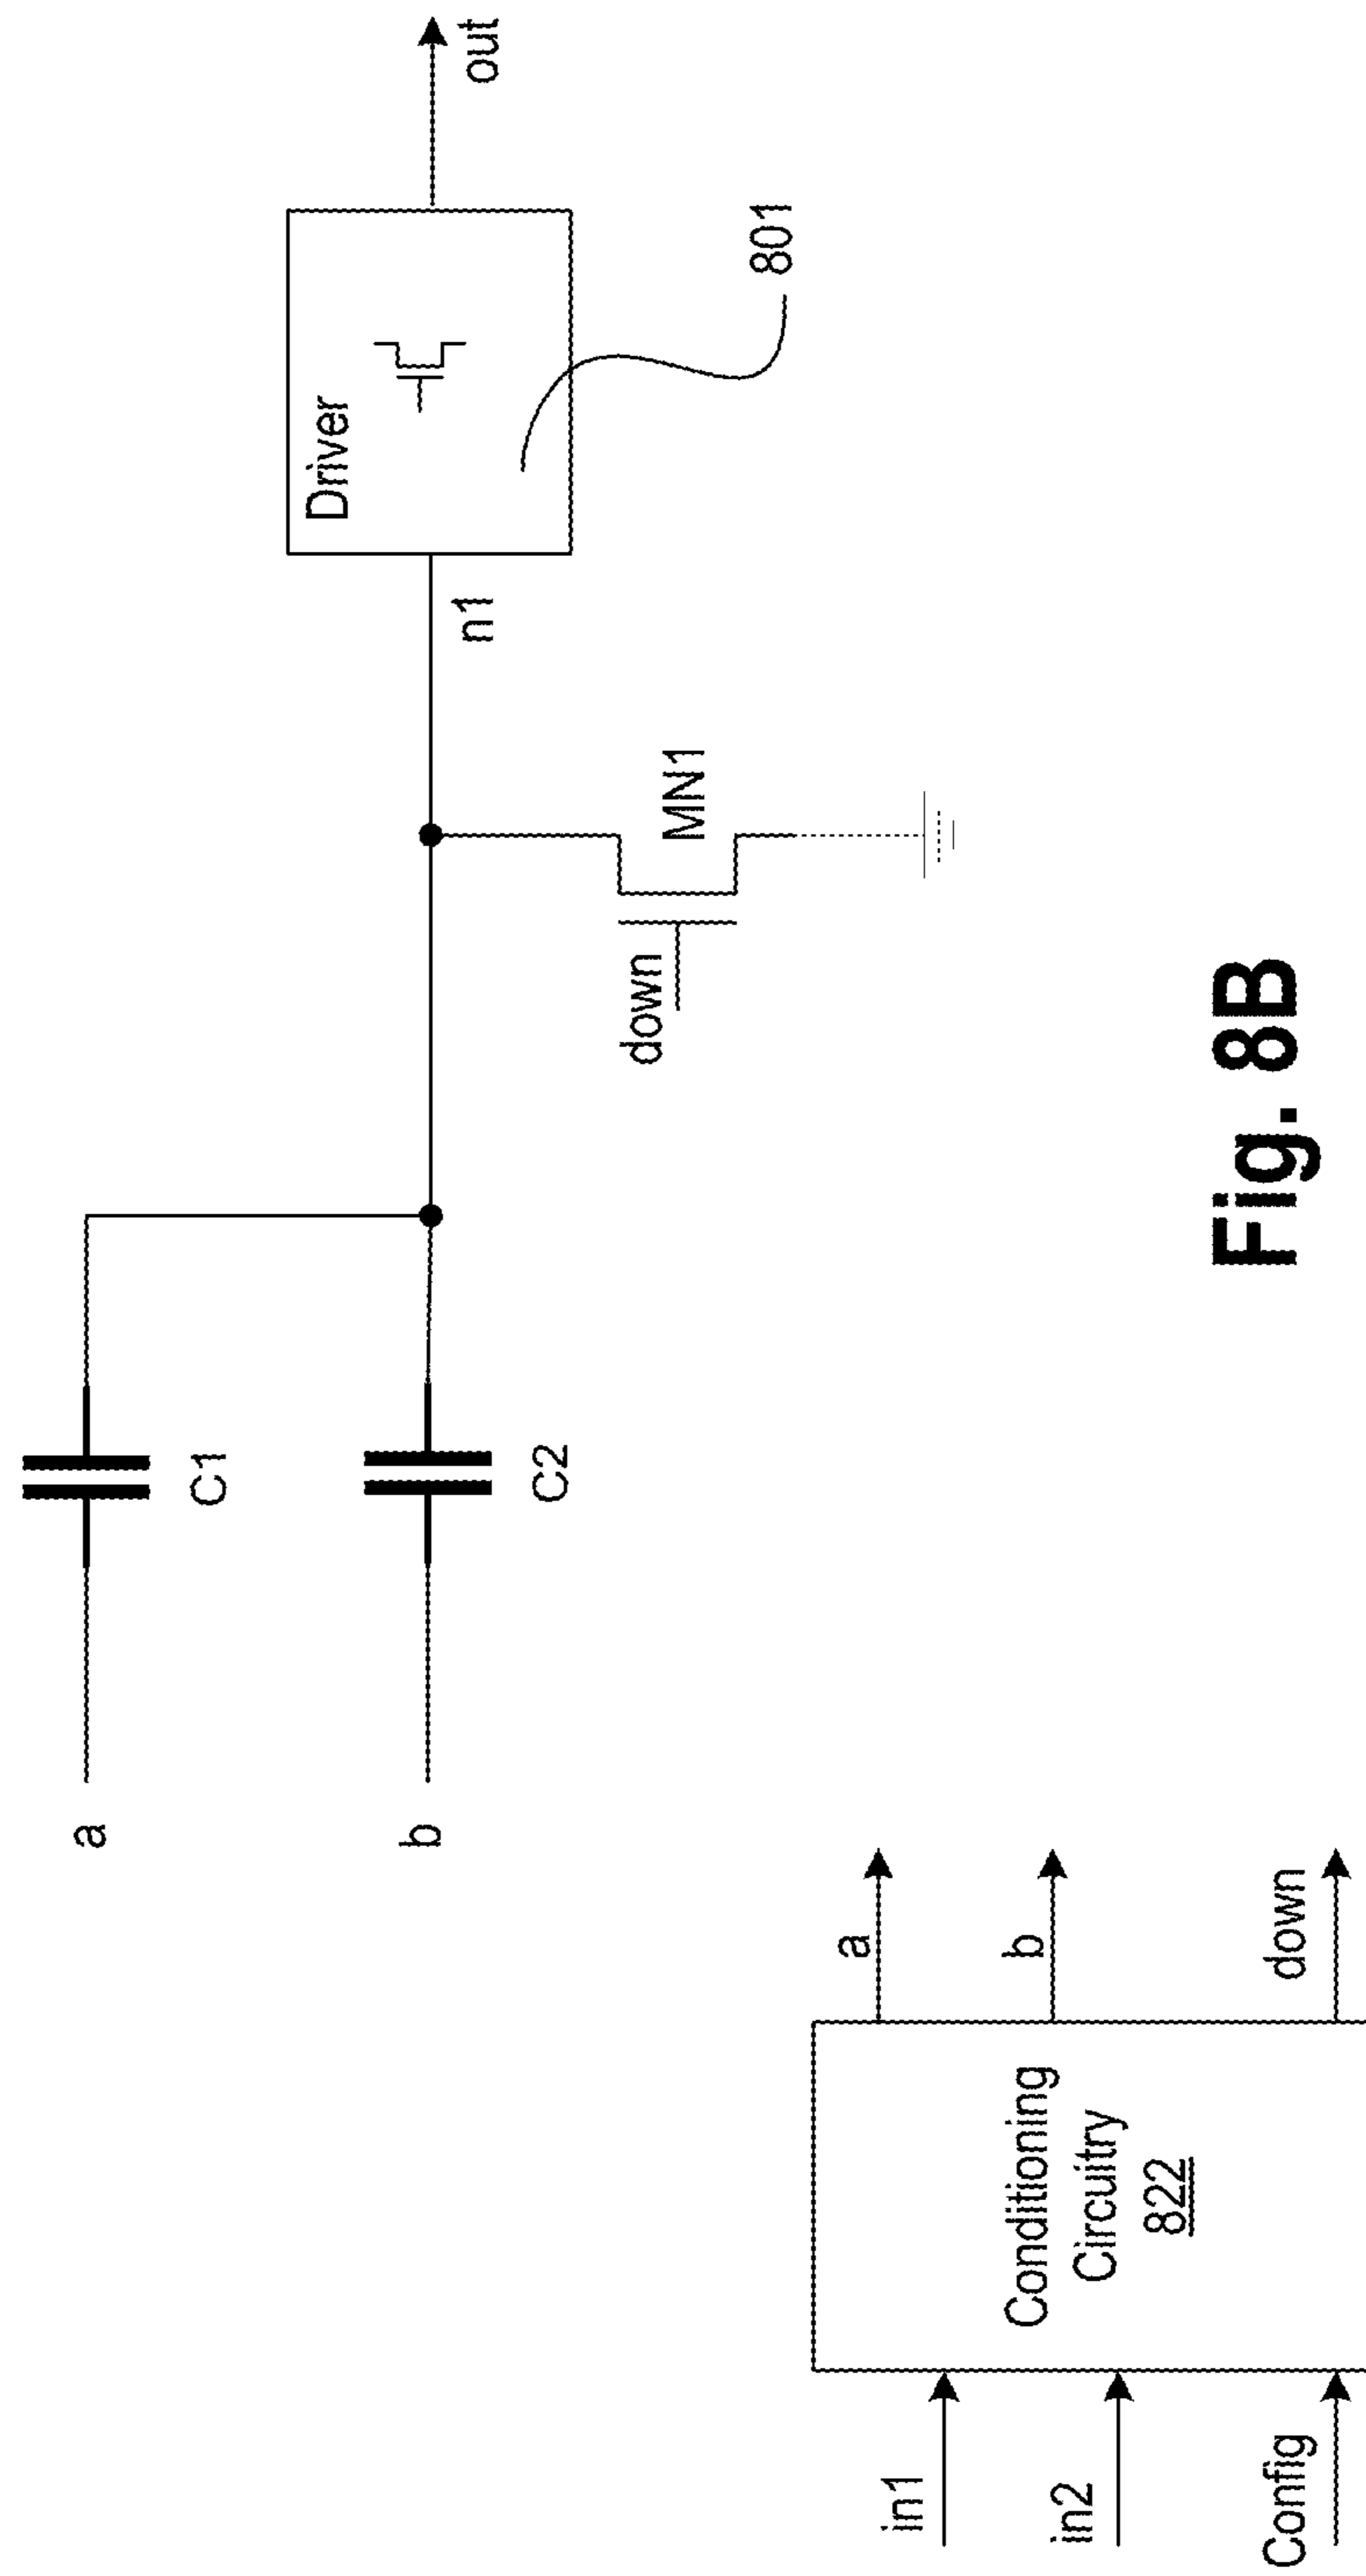 a
C1
b
C2
Driver
n1
out
801
down
MN1
in1
in2
Config
Conditioning
Circuitry
822
a
b
down
Fig. 8B